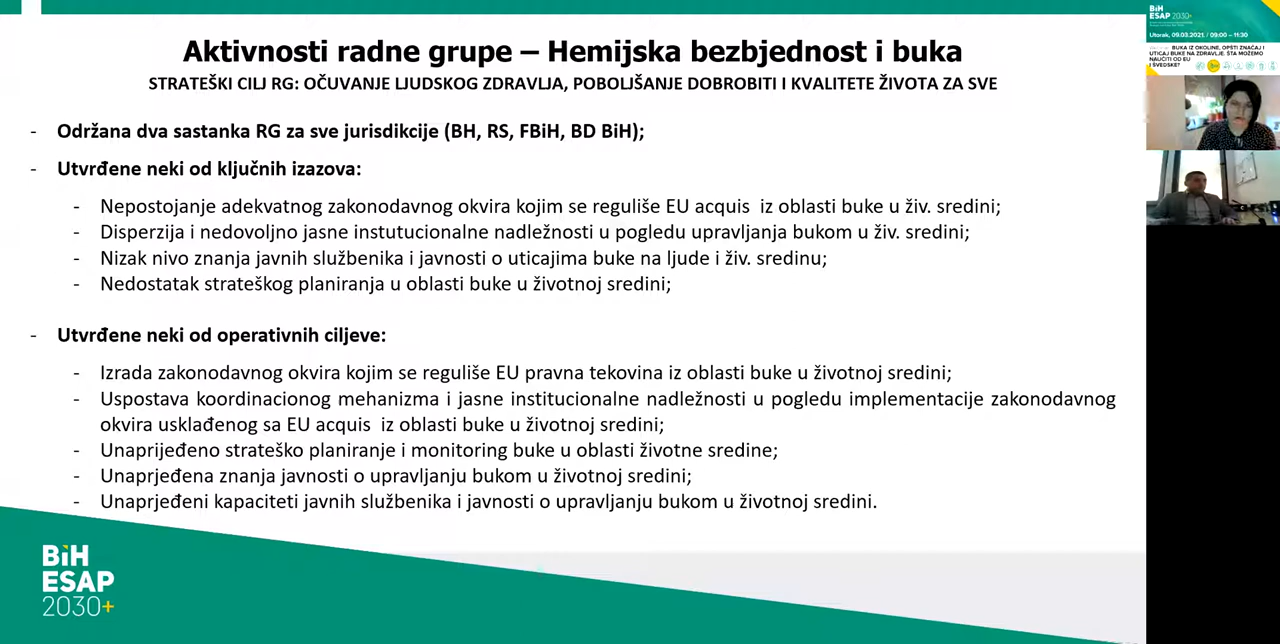 Aktivnosti radne grupe – Hemijska bezbjednost i buka
STRATEŠKI CILJ RG: OČUVANJE LJUDSKOG ZDRAVLJA, POBOLJŠANJE DOBROBITI I KVALITETE ŽIVOTA ZA SVE
- Održana dva sastanka RG za sve jurisdikcije (BH, RS, FBiH, BD BiH);
- Utvrđene neki od ključnih izazova:
- Nepostojanje adekvatnog zakonodavnog okvira kojim se reguliše EU acquis iz oblasti buke u živ. sredini;
- Disperzija i nedovoljno jasne instutucionalne nadležnosti u pogledu upravljanja bukom u živ. sredini;
- Nizak nivo znanja javnih službenika i javnosti o uticajima buke na ljude i živ. sredinu;
- Nedostatak strateškog planiranja u oblasti buke u životnoj sredini;
- Utvrđene neki od operativnih ciljeve:
- Izrada zakonodavnog okvira kojim se reguliše EU pravna tekovina iz oblasti buke u životnoj sredini;
- Uspostava koordinacionog mehanizma i jasne institucionalne nadležnosti u pogledu implementacije zakonodavnog
okvira usklađenog sa EU acquis iz oblasti buke u životnoj sredini;
- Unaprijeđeno strateško planiranje i monitoring buke u oblasti životne sredine;
- Unaprjeđena znanja javnosti o upravljanju bukom u životnoj sredini;
- Unaprjeđeni kapaciteti javnih službenika i javnosti o upravljanju bukom u životnoj sredini.
BiH
ESAP
2030+
BiH
ESAP 2030+
Utorak, 09.03.2021. / 09:00 – 11:30
BUKA IZ OKOLINE, OPŠTI ZNAČAJ I
UTICAJ BUKE NA ZDRAVLJE. ŠTA MOŽEMO
NAUČITI OD EU
I ŠVEDSKE?